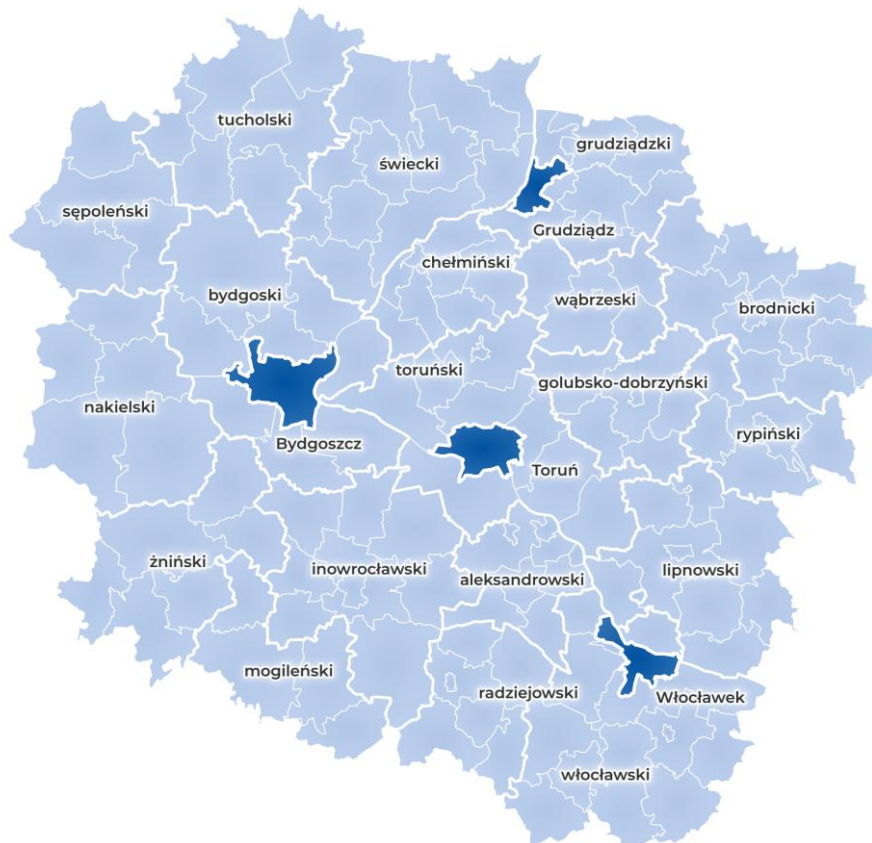 tucholski
grudziądzki
świecki
sępoleński
Grudziądz
chełmiński
bydgoski
wąbrzeski
brodnicki
toruński
golubsko-dobrzyński
nakielski
rypiński
Bydgoszcz
Toruń
żniński
inowrocławski
aleksandrowski
lipnowski
mogileński
radziejowski
Włocławek
włocławski